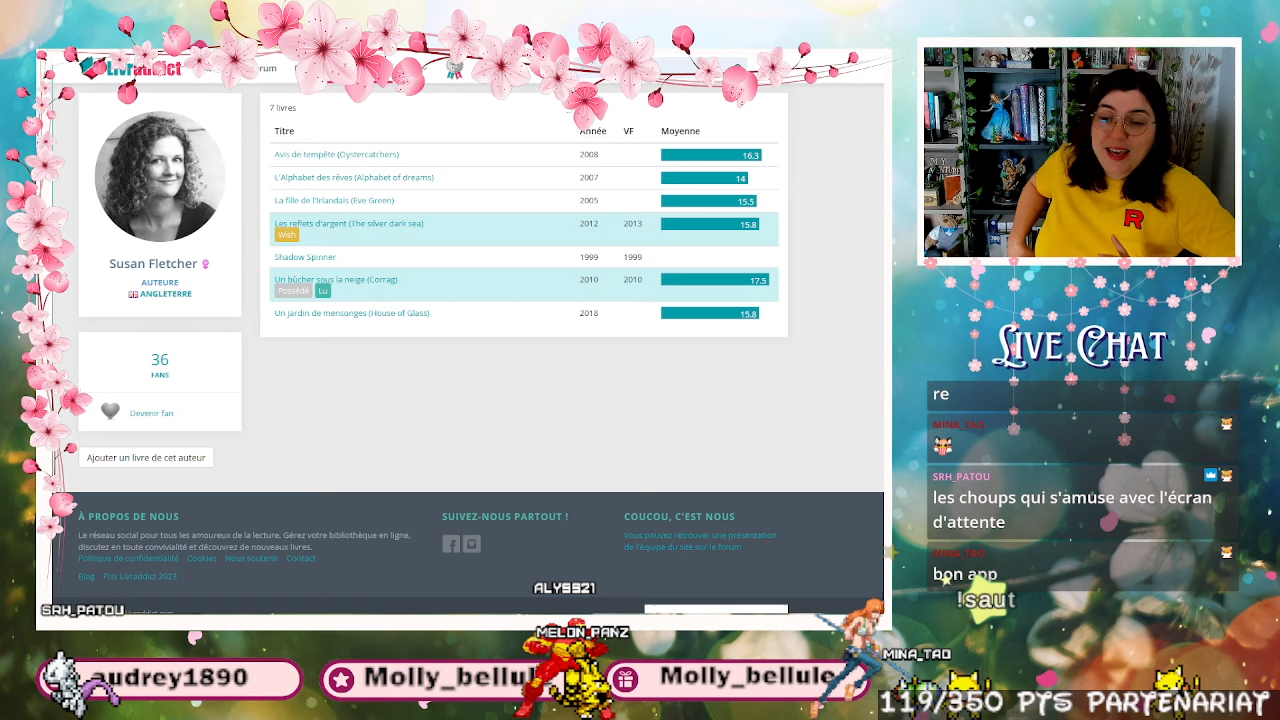 Livraddict
7 livres
Titre
Année
VF
Moyenne
Avis de tempête (Oystercatchers)
2008
16.3
L'Alphabet des rêves (Alphabet of dreams)
2007
14
La fille de l'Irlandais (Eve Green)
2005
15.5
Les reflets d'argent (The silver dark sea)
2012
2013
15.8
Wish
Shadow Spinner
1999
1999
Un bûcher sous la neige (Corrag)
2010
2010
17.5
Possédé
Lu
Un jardin de mensonges (House of Glass)
2018
15.8
Susan Fletcher
AUTEURE
ANGLETERRE
36
FANS
Devenir fan
Ajouter un livre de cet auteur
À PROPOS DE NOUS
Le réseau social pour tous les amoureux de la lecture. Gérez votre bibliothèque en ligne,
discutez en toute convivialité et découvrez de nouveaux livres.
Politique de confidentialité Cookies Nous soutenir Contact
Blog Prix Livraddict 2023
SUIVEZ-NOUS PARTOUT !
COUCOU, C'EST NOUS
Vous pouvez retrouver une présentation
de l'équipe du site sur le forum
R
LIVE CHAT
re
MINA_TAO
SRH_PATOU
les choups qui s'amuse avec l'écran
d'attente
MINA_TAO
bon app
!saut
SRH_PATOU
ALY9921
MELON_PANZ
MINA_TAO
audrey1890
Molly_bellul
Molly_bellule
119/350 PTS PARTENARIAT